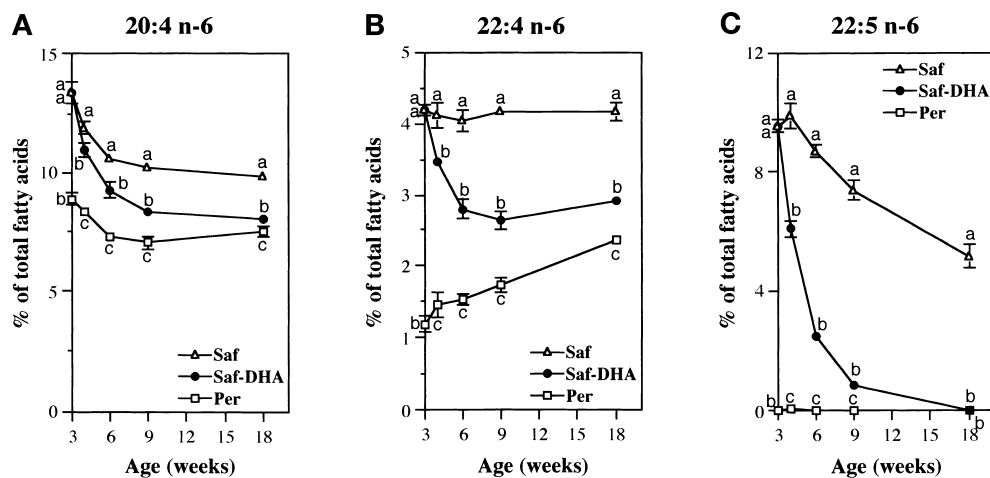 A 20:4 n-6
% of total fatty acids
15
10
5
0
a
a
a
a
a
a
b
b
b
b
b
c
c
c
c
Saf
Saf-DHA
Per
3 6 9 12 15 18
Age (weeks)
B 22:4 n-6
% of total fatty acids
5
4
3
2
1
0
a
a
a
a
a
a
b
b
b
b
b
c
c
c
c
Saf
Saf-DHA
Per
3 6 9 12 15 18
Age (weeks)
C 22:5 n-6
% of total fatty acids
12
8
4
0
Saf
Saf-DHA
Per
a
a
a
a
a
a
b
b
b
b
b
c
c
c
b
3 6 9 12 15 18
Age (weeks)